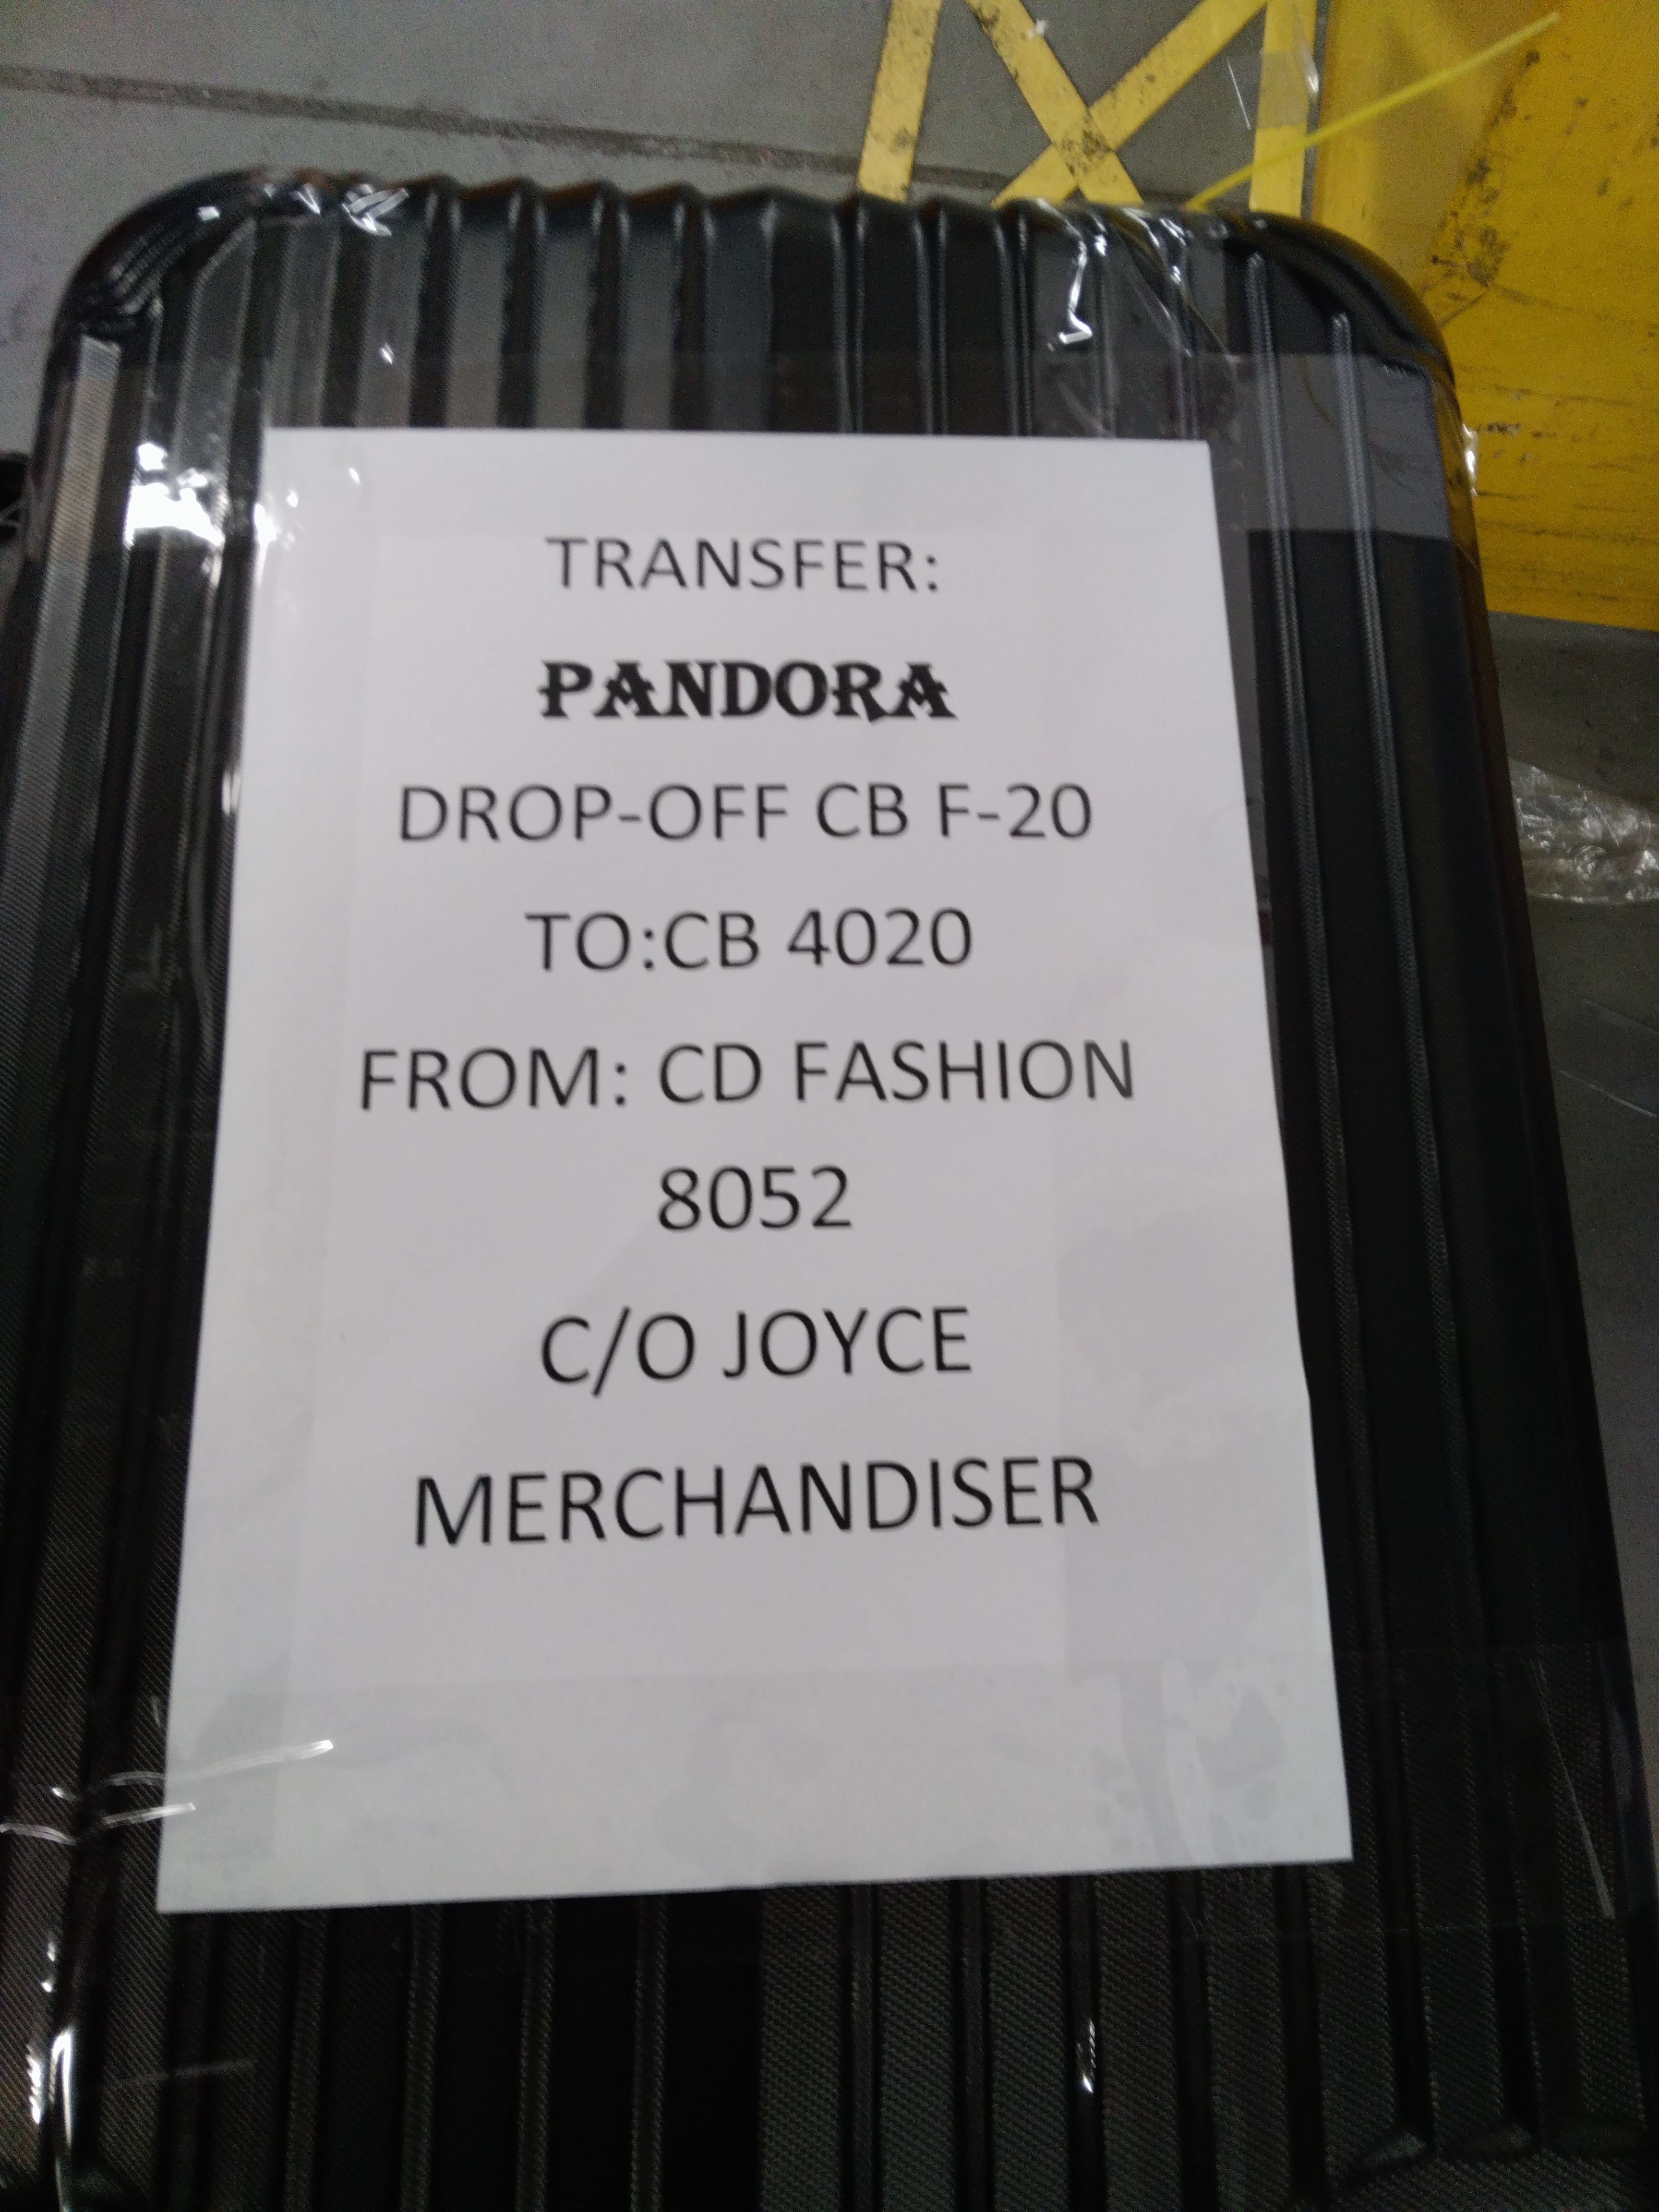 TRANSFER:
PANDORA
DROP-OFF CB F-20
TO:CB 4020
FROM: CD FASHION
8052
C/O JOYCE
MERCHANDISER